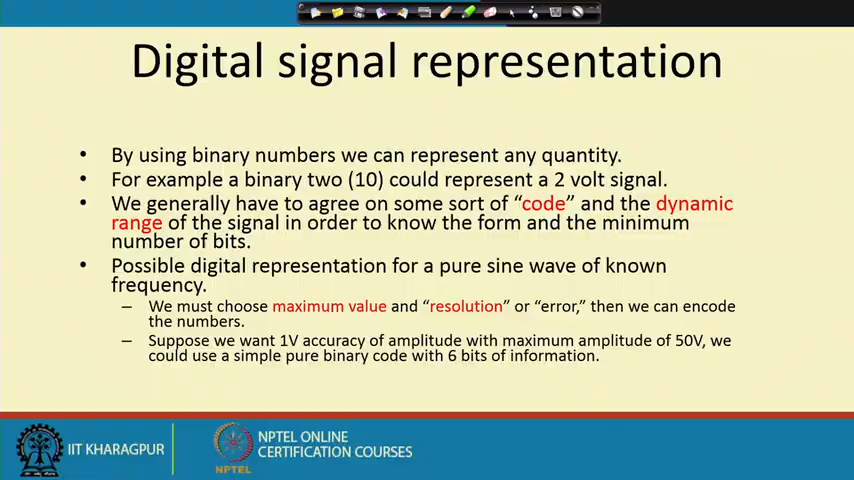 Digital signal representation
• By using binary numbers we can represent any quantity.
• For example a binary two (10) could represent a 2 volt signal.
• We generally have to agree on some sort of “code” and the dynamic
range of the signal in order to know the form and the minimum
number of bits.
• Possible digital representation for a pure sine wave of known
frequency.
– We must choose maximum value and “resolution” or “error,” then we can encode
the numbers.
– Suppose we want 1V accuracy of amplitude with maximum amplitude of 50V, we
could use a simple pure binary code with 6 bits of information.
IIT KHARAGPUR
NPTEL
NPTEL ONLINE
CERTIFICATION COURSES